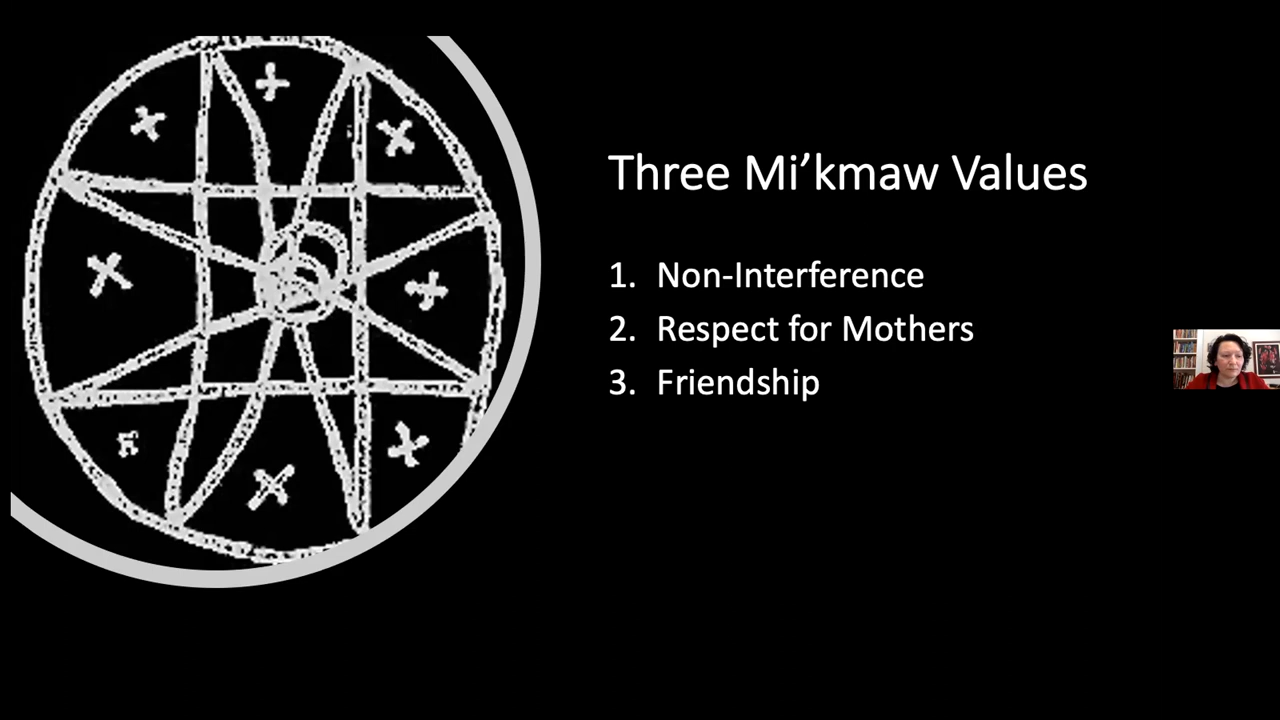 Three Mi’kmaw Values
1. Non-Interference
2. Respect for Mothers
3. Friendship